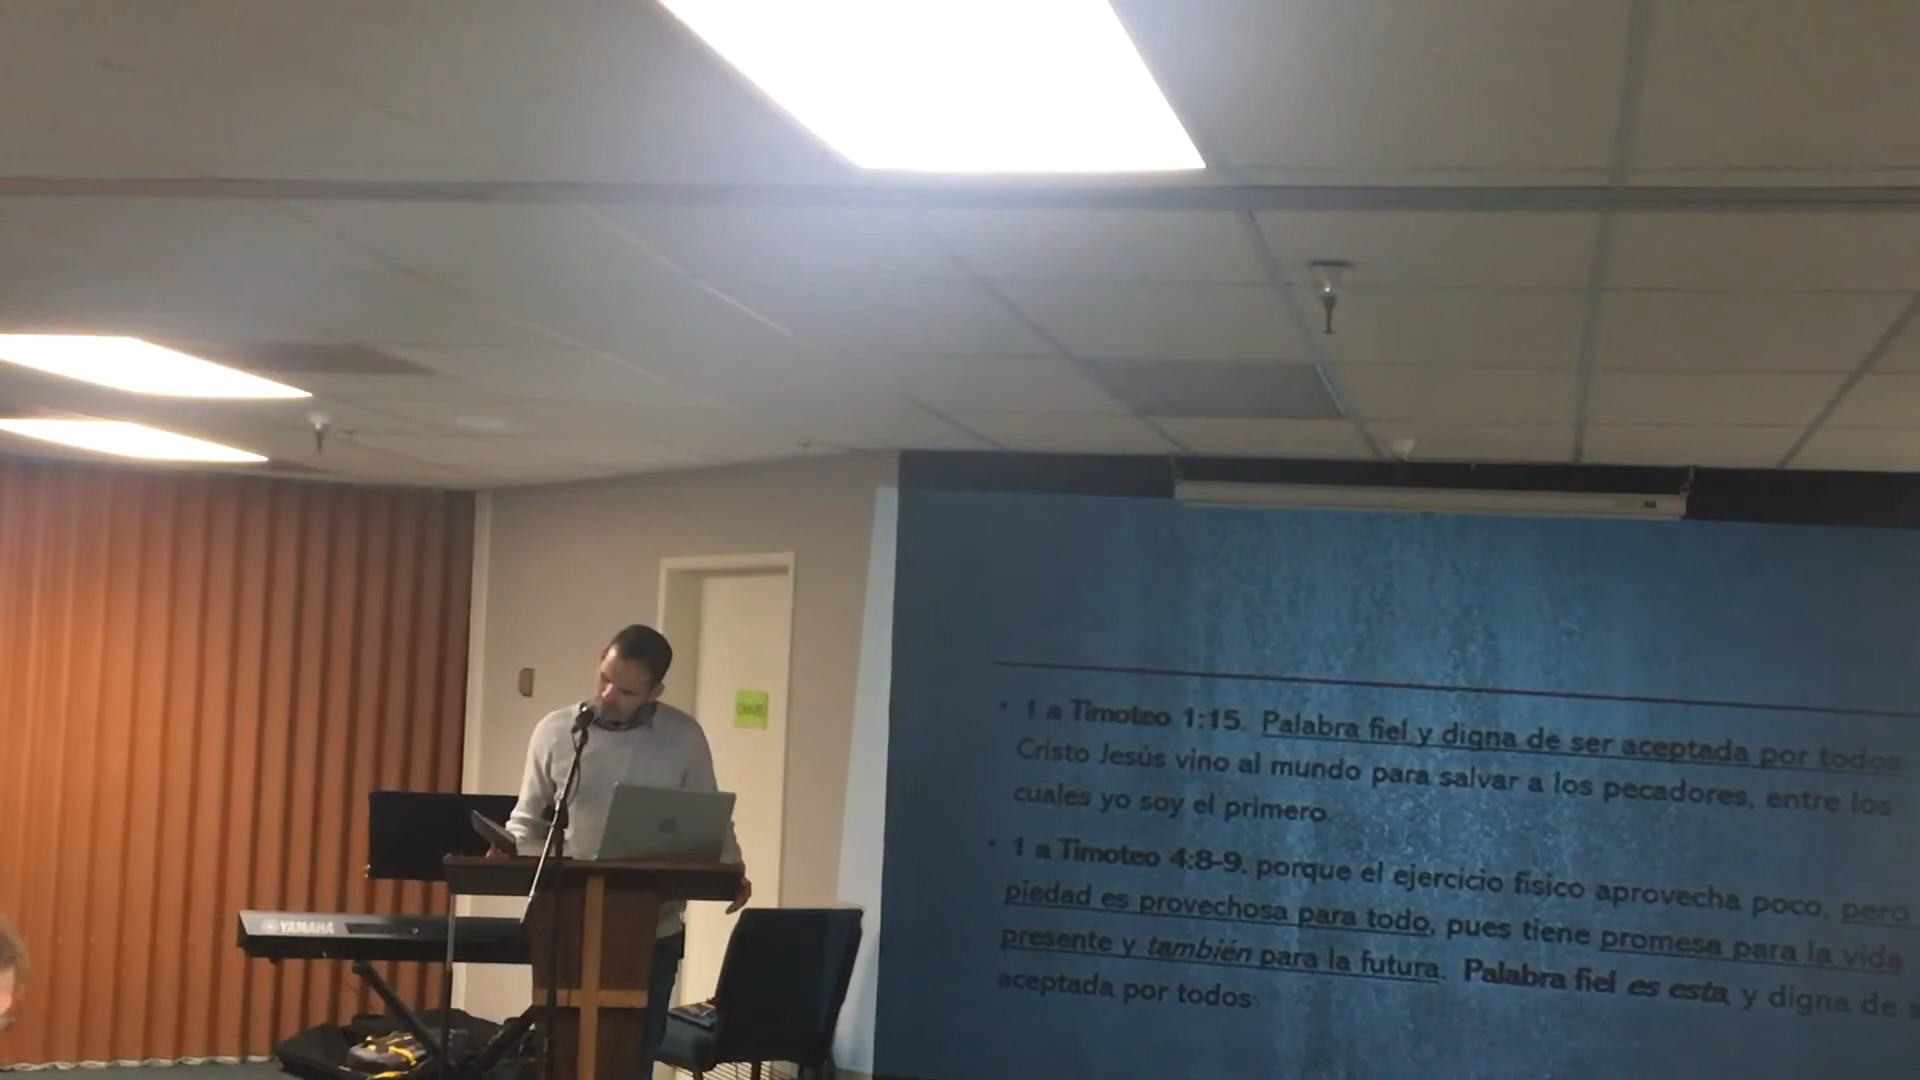 • 1 a Timoteo 1:15. Palabra fiel y digna de ser aceptada por todos
Cristo Jesús vino al mundo para salvar a los pecadores, entre los
cuales yo soy el primero.
• 1 a Timoteo 4:8-9. porque el ejercicio físico aprovecha poco, pero
piedad es provechosa para todo, pues tiene promesa para la vida
presente y también para la futura. Palabra fiel es esta, y digna de s
aceptada por todos
YAMAHA